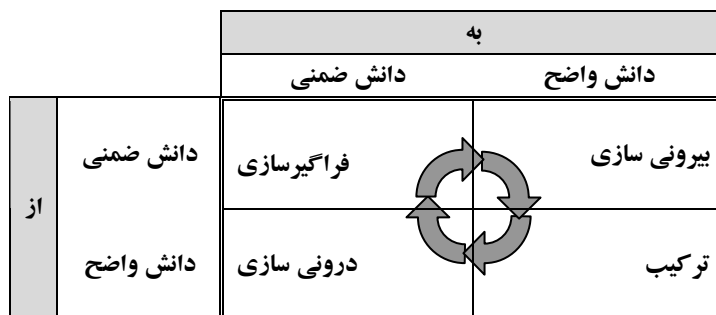 به
دانش ضمنی
دانش واضح
از
دانش ضمنی
فراگیرسازی
بیرونی سازی
دانش واضح
درونی سازی
ترکیب